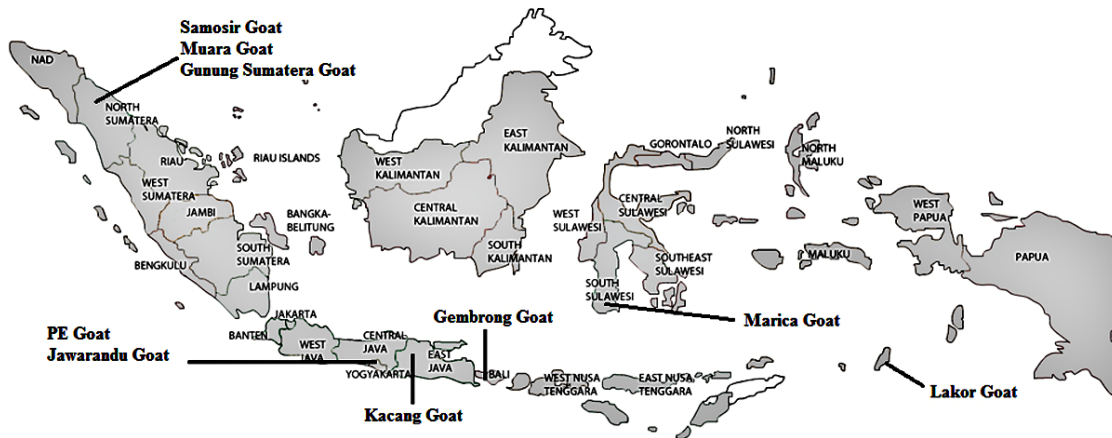 Samosir Goat
Muara Goat
Gunung Sumatera Goat
NAD
NORTH
SUMATERA
RIAU
RIAU ISLANDS
WEST
SUMATERA
JAMBI
BANGKA-
BELITUNG
SOUTH
SUMATERA
BENGKULU
LAMPUNG
WEST
KALIMANTAN
EAST
KALIMANTAN
CENTRAL
KALIMANTAN
SOUTH
KALIMANTAN
GORONTALO
NORTH
SULAWESI
NORTH
MALUKU
CENTRAL
SULAWESI
WEST
SULAWESI
SOUTHEAST
SULAWESI
SOUTH
SULAWESI
MALUKU
WEST
PAPUA
PAPUA
JAKARTA
BANTEN
WEST
JAVA
CENTRAL
JAVA
YOGYAKARTA
EAST
JAVA
BALI
WEST NUSA
TENGGARA
EAST NUSA
TENGGARA
PE Goat
Jawarandu Goat
Gembrong Goat
Kacang Goat
Marica Goat
Lakor Goat